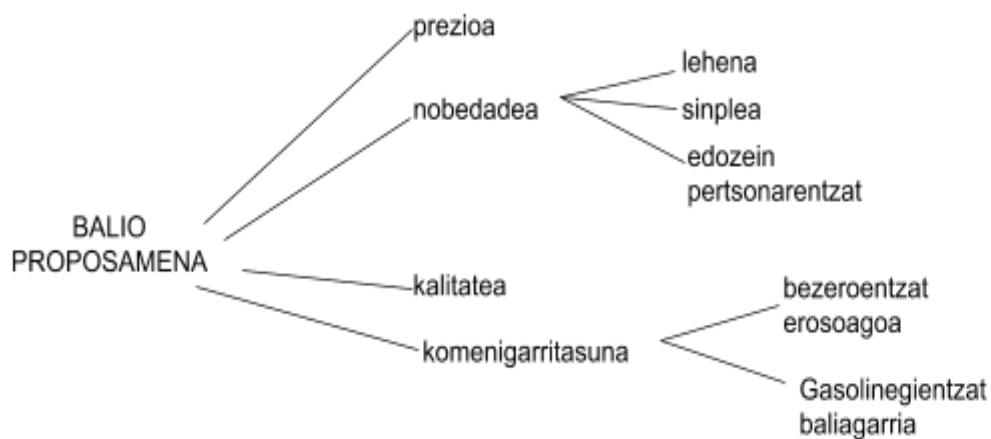 BALIO
PROPOSAMENA
prezioa
nobedadea
lehena
sinplea
edozein
pertsonarentzat
kalitatea
komenigarritasuna
bezeroentzat
erosoagoa
Gasolinegientzat
baliagarria